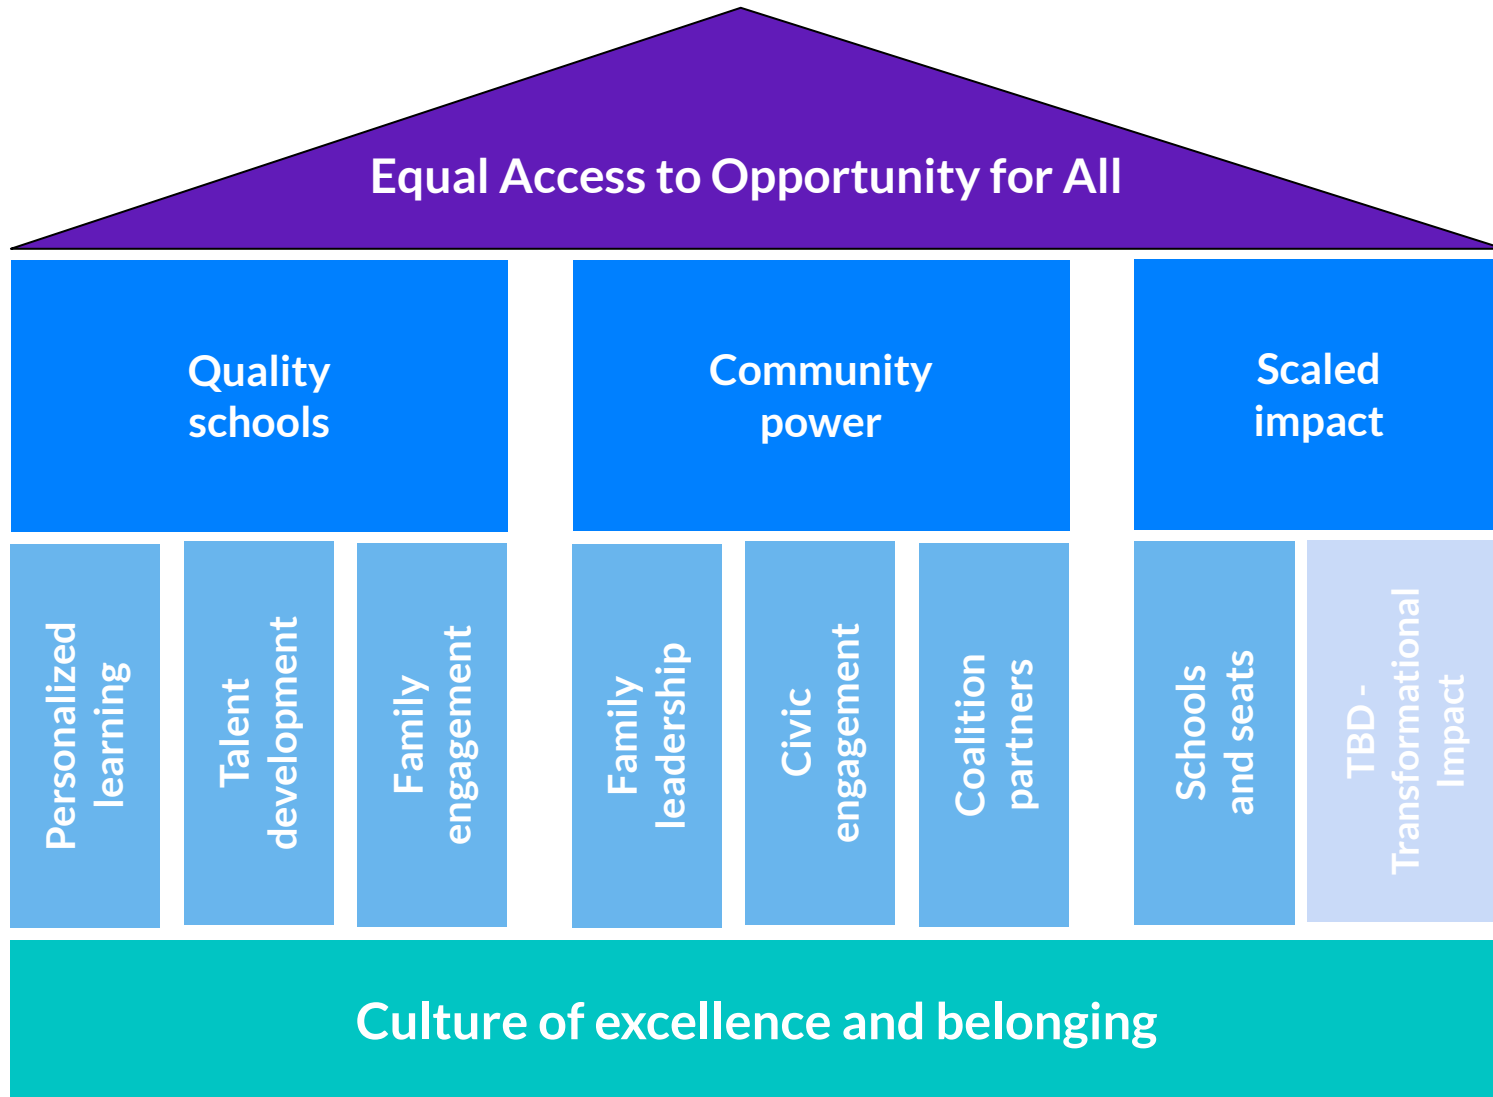 Equal Access to Opportunity for All
Quality
schools
Community
power
Scaled
impact
Personalized
learning
Talent
development
Family
engagement
Family
leadership
Civic
engagement
Coalition
partners
Schools
and seats
TBD -
Transformational
Impact
Culture of excellence and belonging